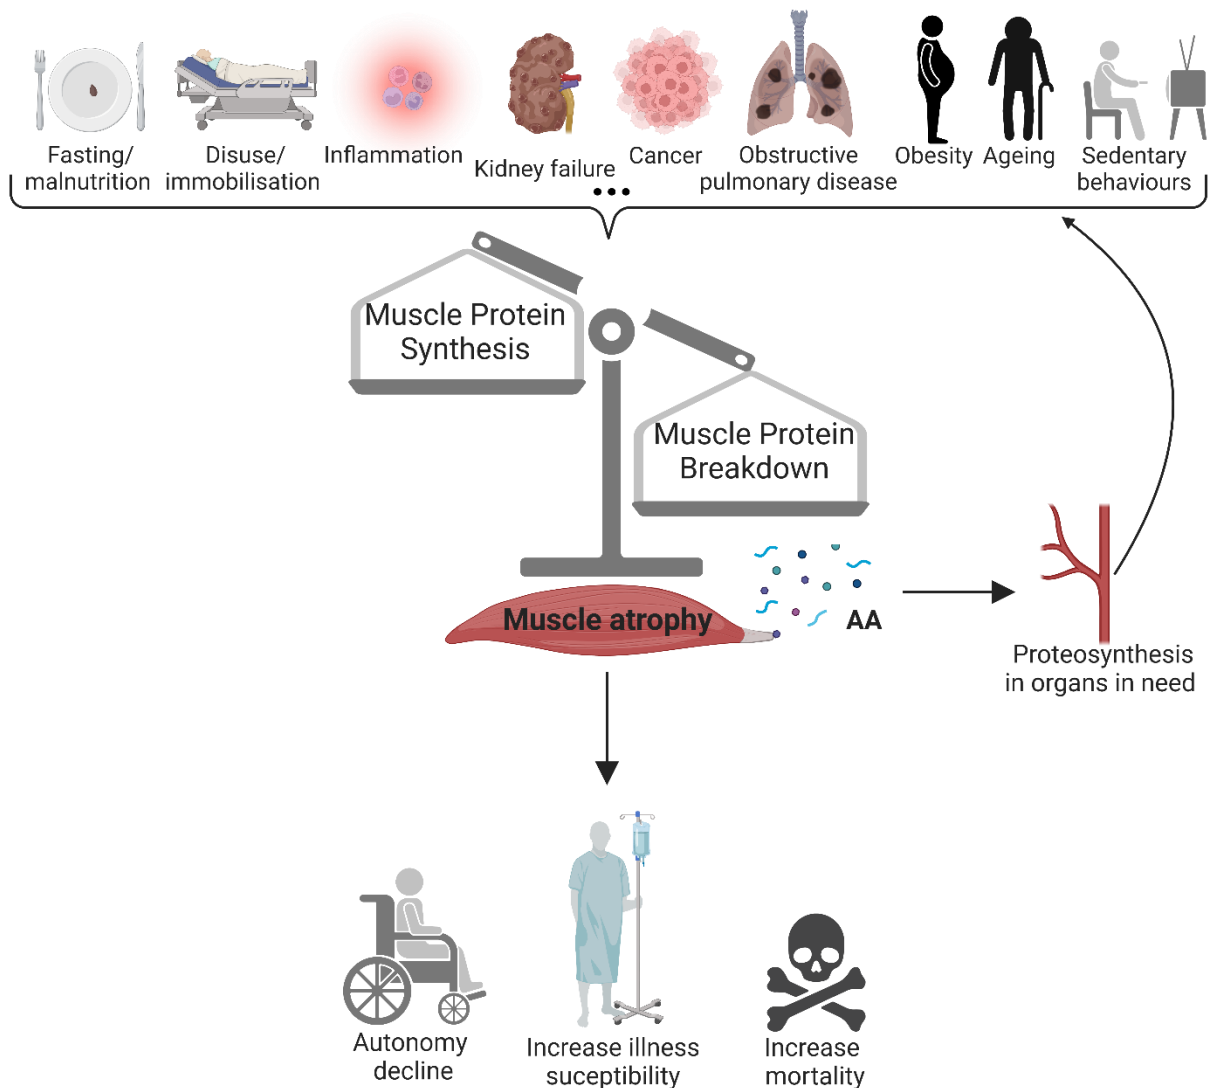 Fasting/
malnutrition
Disuse/
immobilisation
Inflammation
Kidney failure
Cancer
Obstructive
pulmonary disease
Obesity
Ageing
Sedentary
behaviours
...
Muscle Protein
Synthesis
Muscle Protein
Breakdown
Muscle atrophy
AA
Proteosynthesis
in organs in need
Autonomy
decline
Increase illness
suceptibility
Increase
mortality